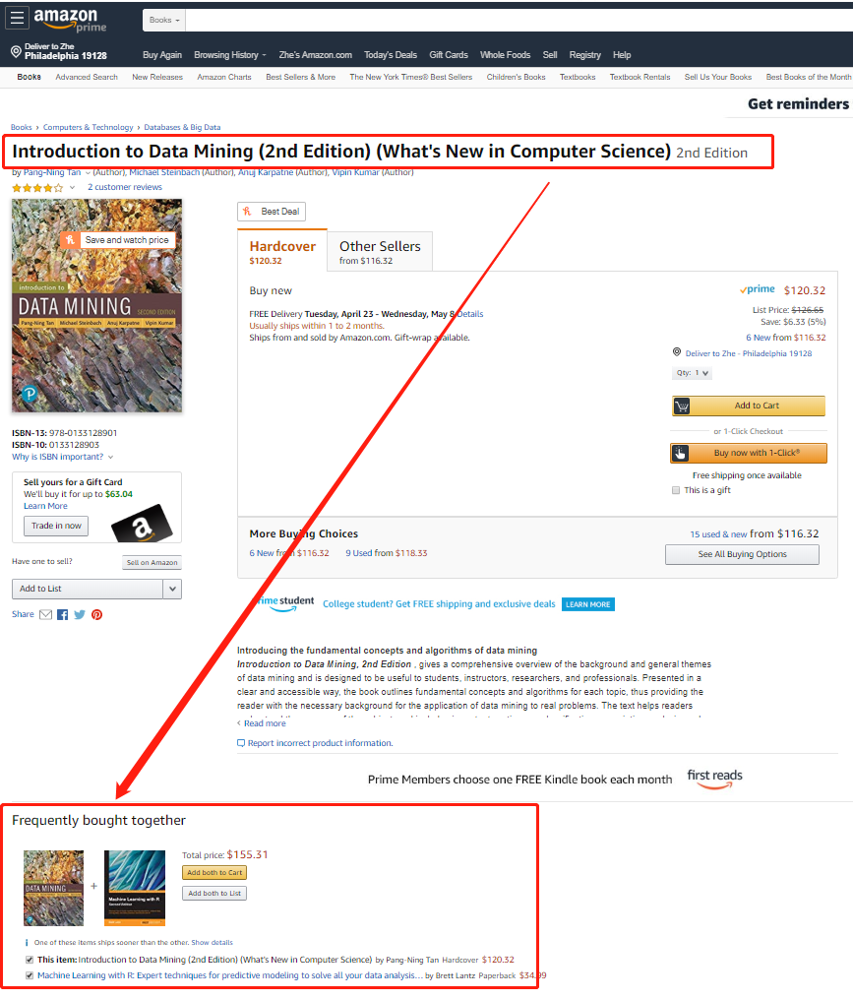 amazon
prime
Books
Deliver to Zhe
Philadelphia 19128
Buy Again Browsing History Zhe's Amazon.com Today's Deals Gift Cards Whole Foods Sell Registry Help
Books Advanced Search New Releases Amazon Charts Best Sellers & More The New York Times® Best Sellers Children's Books Textbooks Textbook Rentals Sell Us Your Books Best Books of the Month
Get reminders
Books › Computers & Technology › Databases & Big Data
Introduction to Data Mining (2nd Edition) (What's New in Computer Science) 2nd Edition
by Pang-Ning Tan (Author), Michael Steinbach (Author), Anuj Karpatne (Author), Vipin Kumar (Author)
2 customer reviews
Save and watch price
introduction to
DATA MINING SECOND EDITION
Pang-Ning Tan Michael Steinbach Anuj Karpatne Vipin Kumar
P
ISBN-13: 978-0133128901
ISBN-10: 0133128903
Why is ISBN important?
Sell yours for a Gift Card
We'll buy it for up to $63.04
Learn More
Trade in now
a
Have one to sell? Sell on Amazon
Add to List
Share
Best Deal
Hardcover
$120.32
Other Sellers
from $116.32
Buy new
FREE Delivery Tuesday, April 23 - Wednesday, May 8 Details
Usually ships within 1 to 2 months.
Ships from and sold by Amazon.com. Gift-wrap available.
prime $120.32
List Price: $126.65
Save: $6.33 (5%)
6 New from $116.32
Deliver to Zhe - Philadelphia 19128
Qty: 1
Add to Cart
or 1-Click Checkout
Buy now with 1-Click®
Free shipping once available
This is a gift
More Buying Choices
6 New from $116.32 9 Used from $118.33
15 used & new from $116.32
See All Buying Options
prime student College student? Get FREE shipping and exclusive deals LEARN MORE
Introducing the fundamental concepts and algorithms of data mining
Introduction to Data Mining, 2nd Edition , gives a comprehensive overview of the background and general themes
of data mining and is designed to be useful to students, instructors, researchers, and professionals. Presented in a
clear and accessible way, the book outlines fundamental concepts and algorithms for each topic, thus providing the
reader with the necessary background for the application of data mining to real problems. The text helps readers
‹ Read more
Report incorrect product information.
Prime Members choose one FREE Kindle book each month first reads
Frequently bought together
DATA MINING
+
Machine Learning with R
Total price: $155.31
Add both to Cart
Add both to List
i One of these items ships sooner than the other. Show details
This item: Introduction to Data Mining (2nd Edition) (What's New in Computer Science) by Pang-Ning Tan Hardcover $120.32
Machine Learning with R: Expert techniques for predictive modeling to solve all your data analysis… by Brett Lantz Paperback $34.99